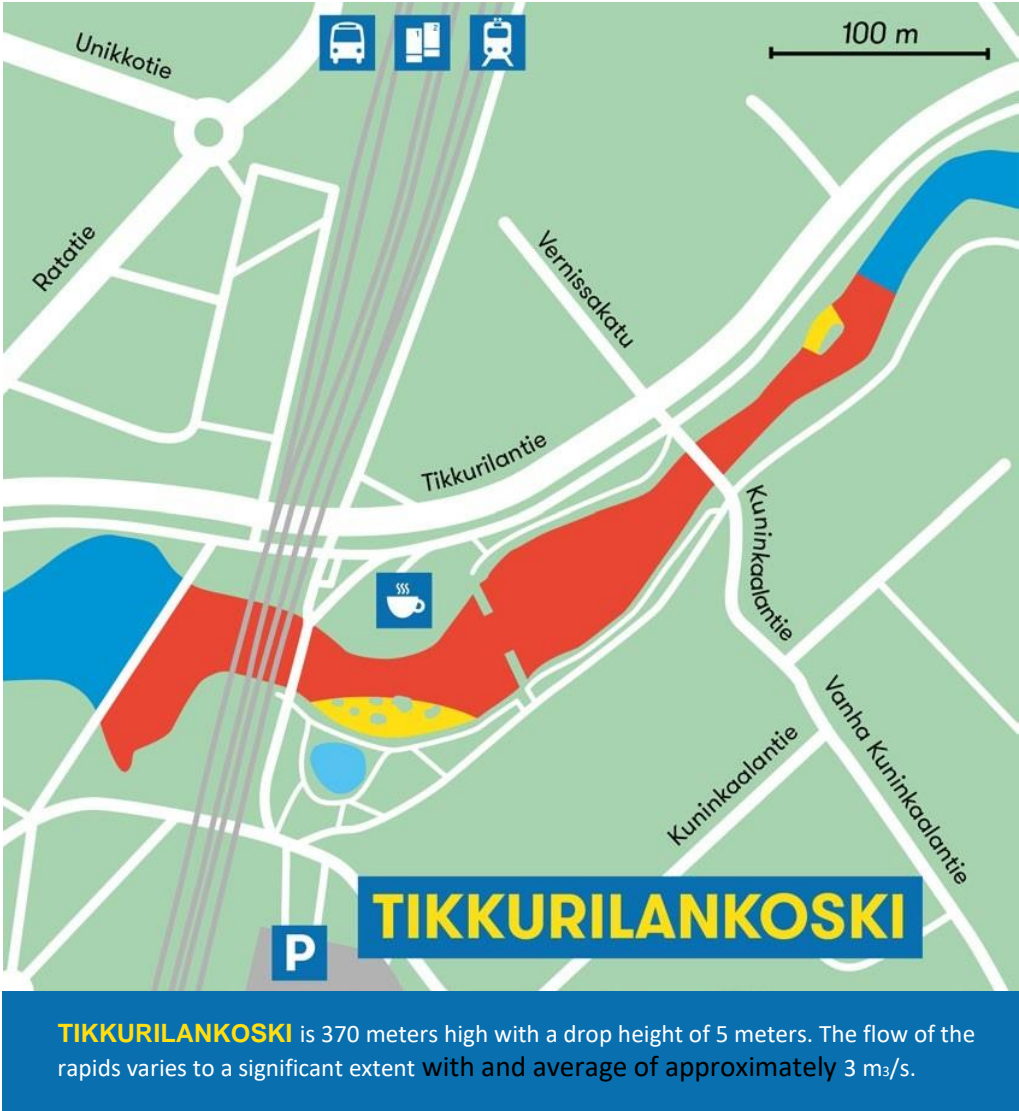 100 m
Unikkotie
Ratatie
Vernissakatu
Tikkurilantie
Kuninkaalantie
Vanha Kuninkaalantie
Kuninkaalantie
TIKKURILANKOSKI
P
TIKKURILANKOSKI is 370 meters high with a drop height of 5 meters. The flow of the
rapids varies to a significant extent with and average of approximately 3 m₃/s.